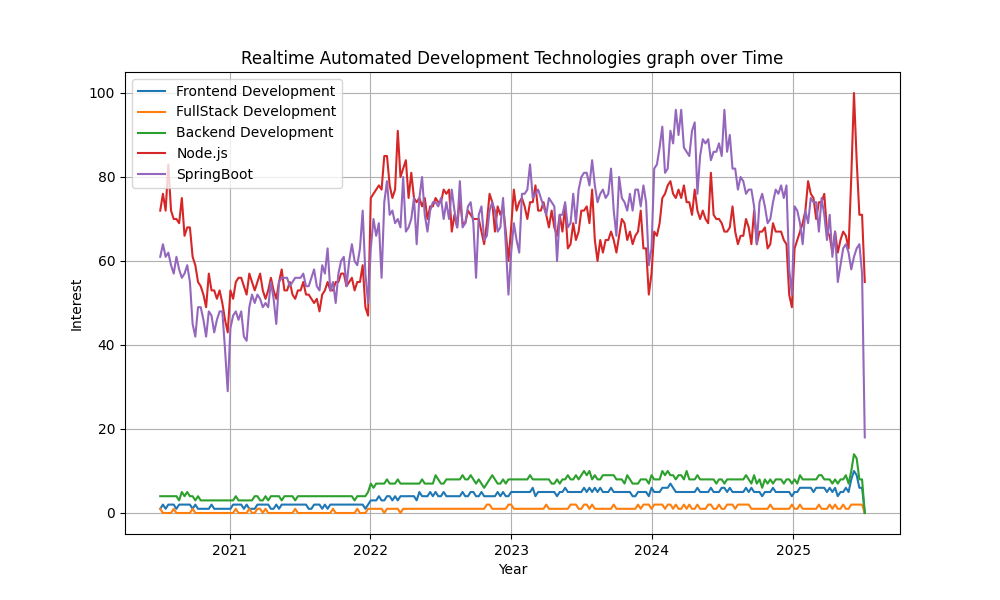 Realtime Automated Development Technologies graph over Time
Frontend Development
FullStack Development
Backend Development
Node.js
SpringBoot
100
80
60
40
20
0
Interest
2021 2022 2023 2024 2025
Year